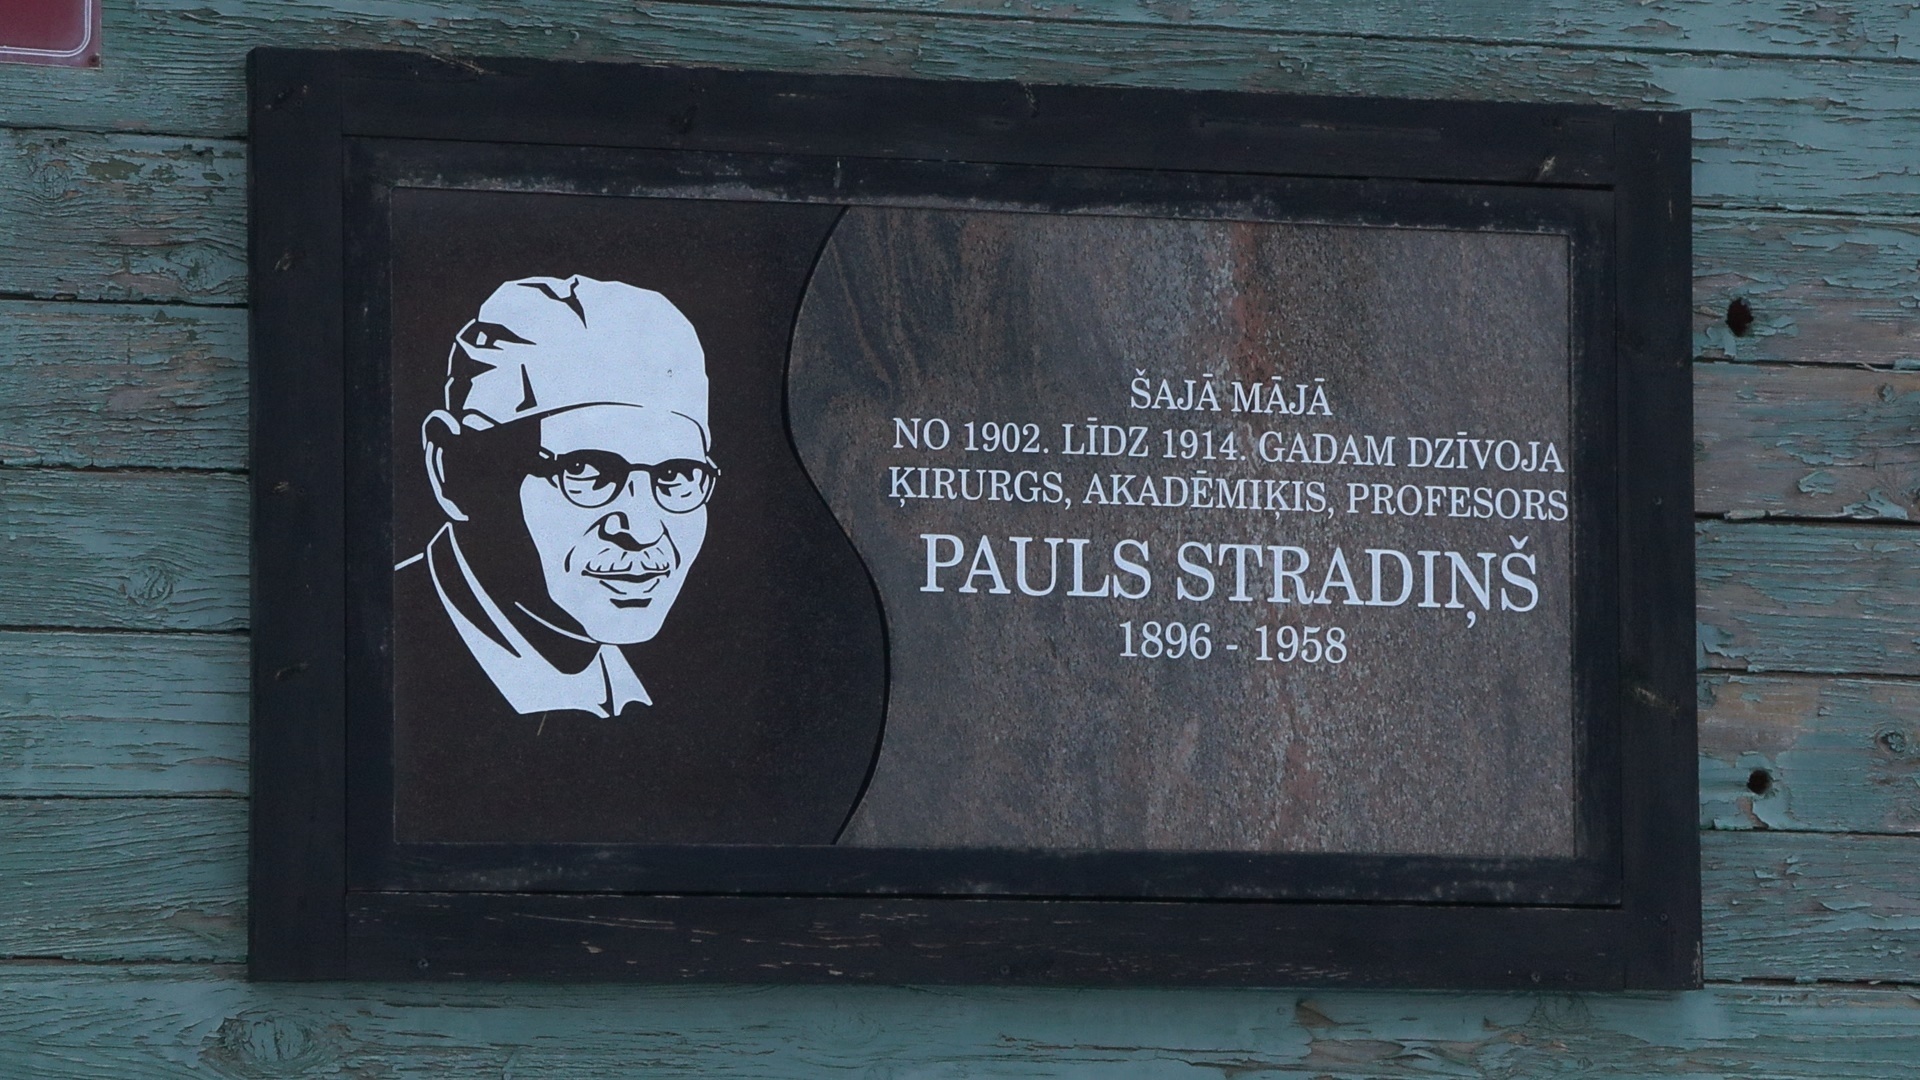 ŠAJĀ MĀJĀ
NO 1902. LĪDZ 1914. GADAM DZĪVOJA
ĶIRURGS, AKADĒMIĶIS, PROFESORS
PAULS STRADIŅŠ
1896 - 1958